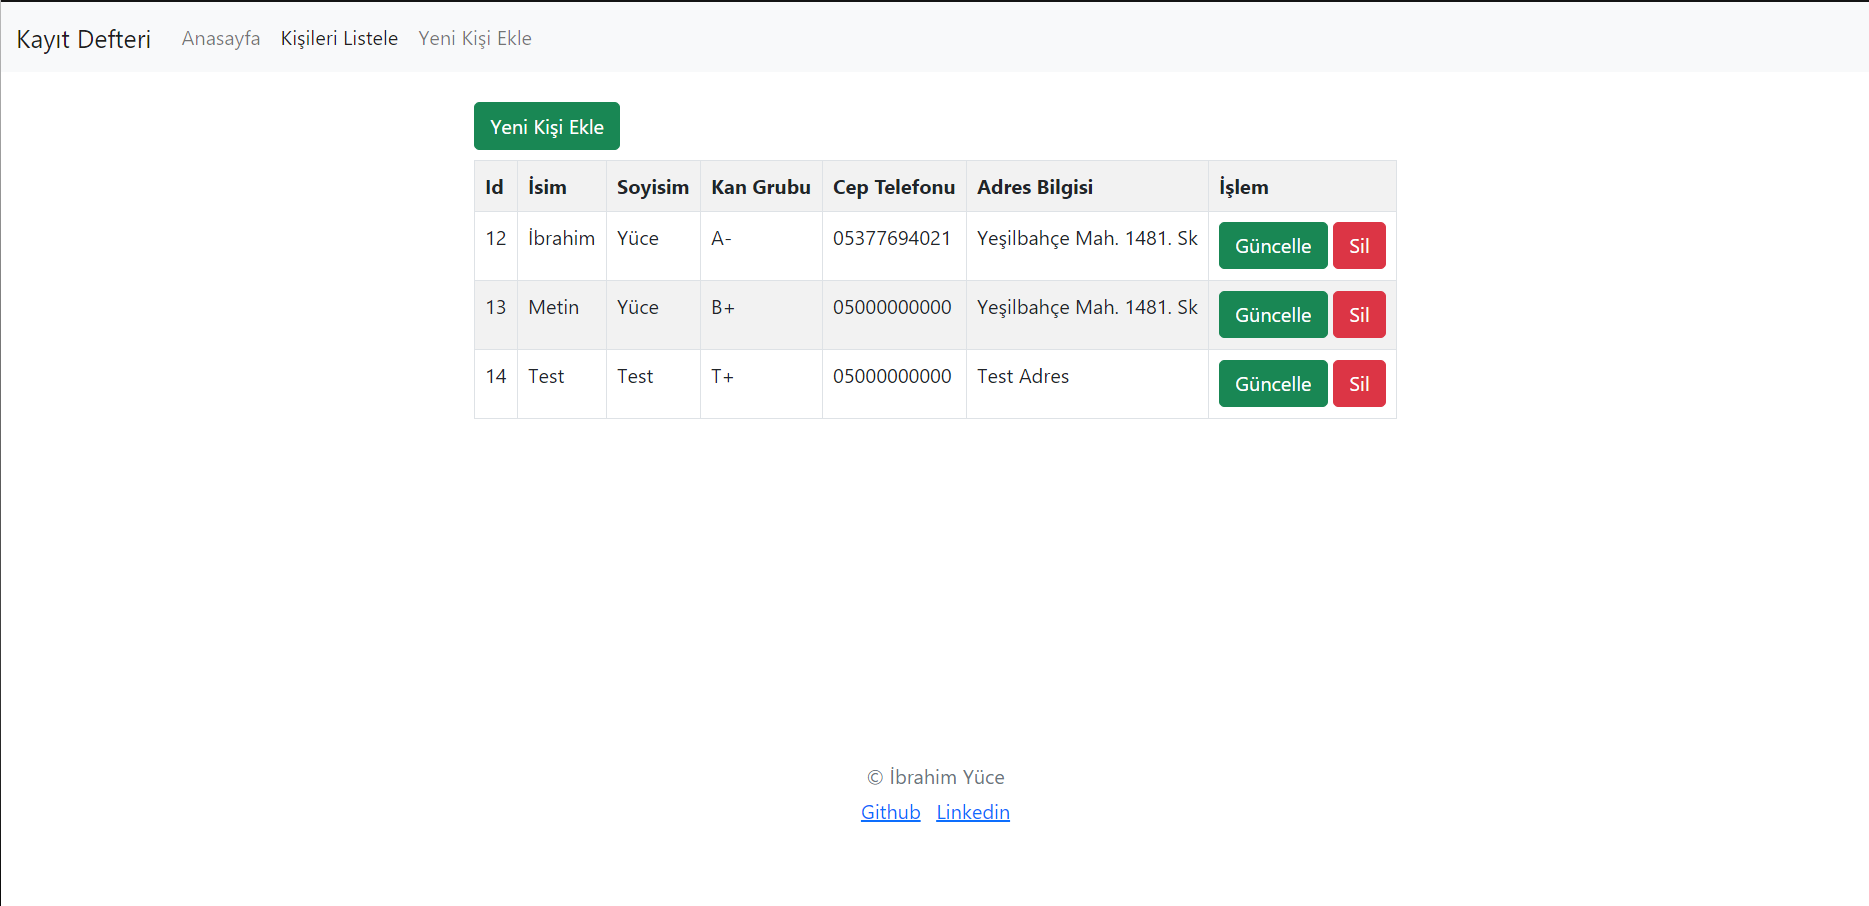 Kayıt Defteri Anasayfa Kişileri Listele Yeni Kişi Ekle
Yeni Kişi Ekle
Id İsim Soyisim Kan Grubu Cep Telefonu Adres Bilgisi İşlem
12 İbrahim Yüce A- 05377694021 Yeşilbahçe Mah. 1481. Sk Güncelle Sil
13 Metin Yüce B+ 05000000000 Yeşilbahçe Mah. 1481. Sk Güncelle Sil
14 Test Test T+ 05000000000 Test Adres Güncelle Sil
© İbrahim Yüce
Github Linkedin